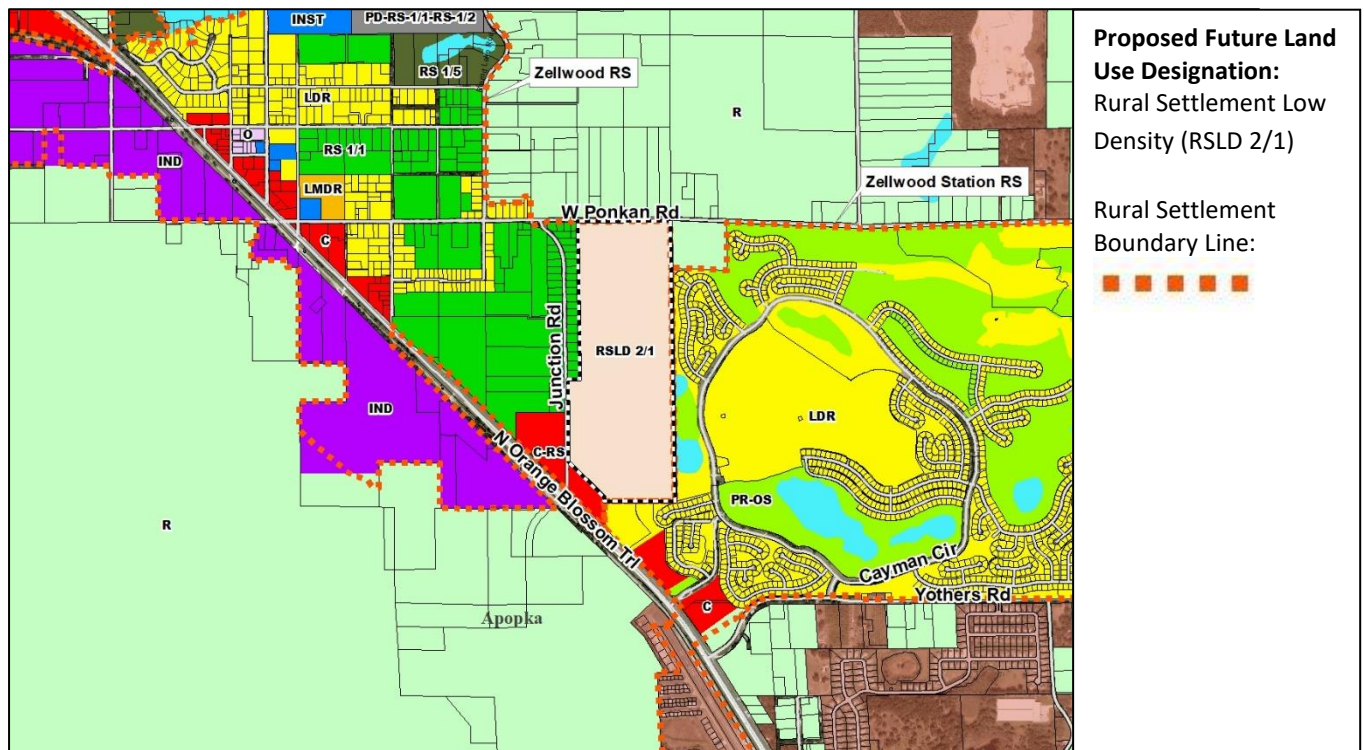 INST
PD-RS-1/1-RS-1/2
RS 1/5
Zellwood RS
LDR
R
O
IND
RS 1/1
LMDR
Zellwood Station RS
W Ponkan Rd
C
Junction Rd
RSLD 2/1
IND
LDR
C-RS
N Orange Blossom Trl
PR-OS
R
Cayman Cir
Yothers Rd
C
Apopka
Proposed Future Land
Use Designation:
Rural Settlement Low
Density (RSLD 2/1)
Rural Settlement
Boundary Line: